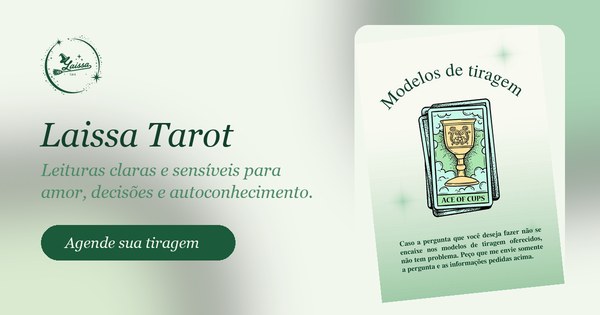 Laissa
Laissa Tarot
Leituras claras e sensíveis para
amor, decisões e autoconhecimento.
Agende sua tiragem
Modelos de tiragem
ACE OF CUPS
Caso a pergunta que você deseja fazer não se
encaixe nos modelos de tiragem oferecidos,
não tem problema. Peço que me envie somente
a pergunta e as informações pedidas acima.